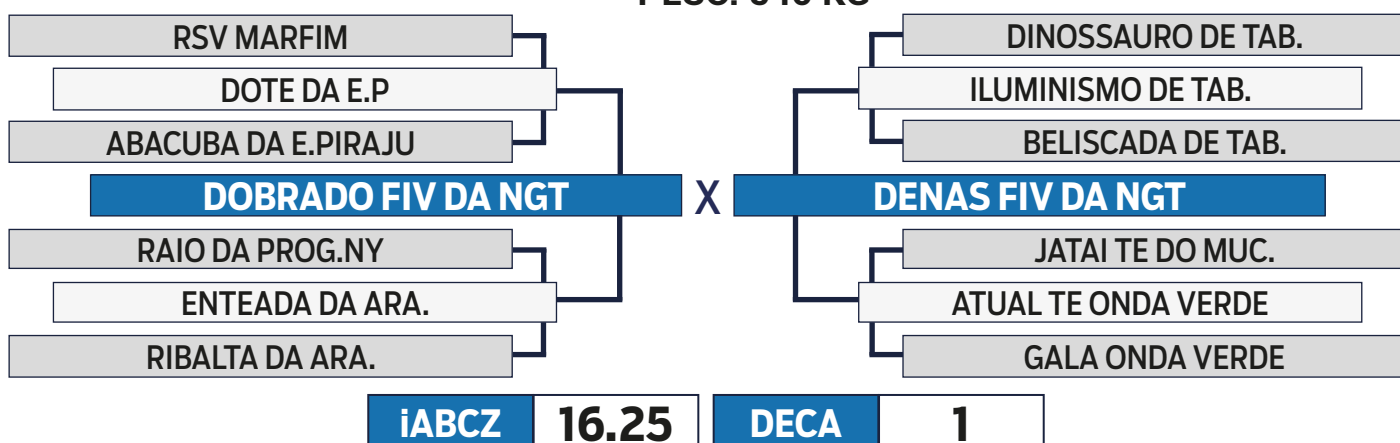 RSV MARFIM
DOTE DA E.P
ABACUBA DA E.PIRAJU
DOBRADO FIV DA NGT
RAIO DA PROG.NY
ENTEADA DA ARA.
RIBALTA DA ARA.
X
DINOSSAURO DE TAB.
ILUMINISMO DE TAB.
BELISCADA DE TAB.
DENAS FIV DA NGT
JATAI TE DO MUC.
ATUAL TE ONDA VERDE
GALA ONDA VERDE
iABCZ 16.25 DECA 1